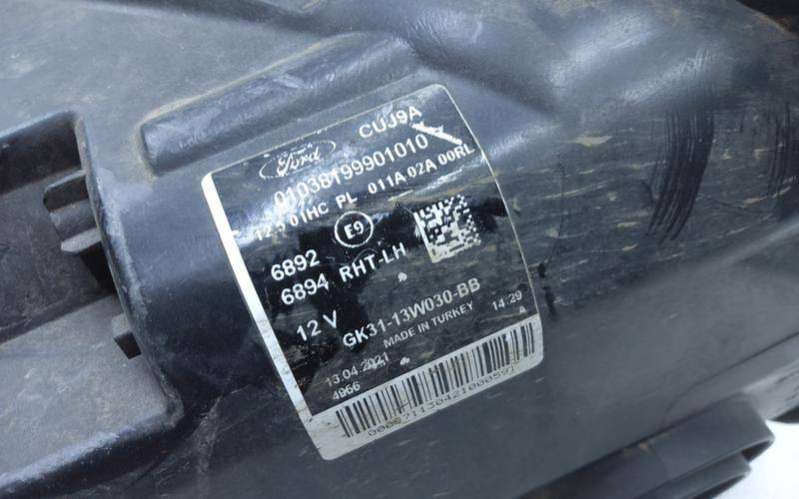 Ford CUJ9A
01038199901010
01HC PL 011A 02A 00RL
E9
6892
6894 RHT-LH
12 V GK31-13W030-BB
MADE IN TURKEY
13.04.2021 14:29
4966 A